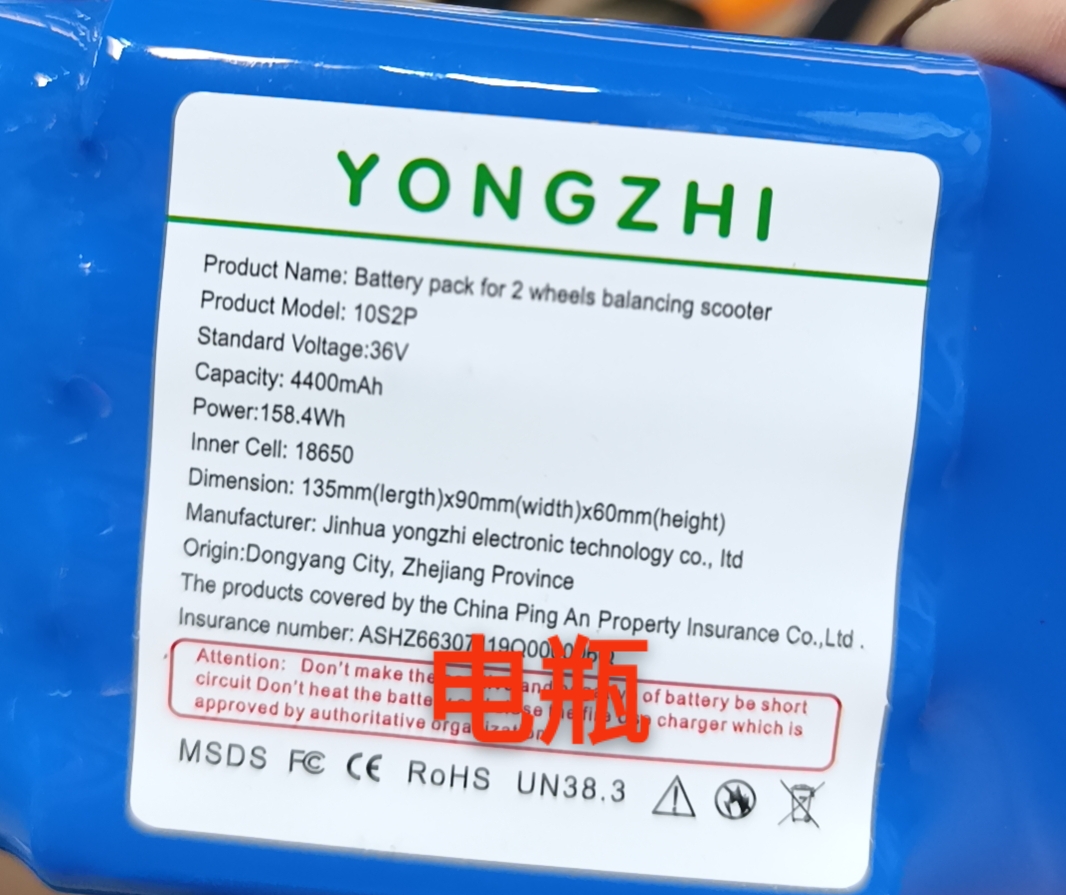 YONGZHI
Product Name: Battery pack for 2 wheels balancing scooter
Product Model: 10S2P
Standard Voltage:36V
Capacity: 4400mAh
Power:158.4Wh
Inner Cell: 18650
Dimension: 135mm(lergth)x90mm(width)x60mm(height)
Manufacturer: Jinhua yongzhi electronic technology co., ltd
Origin:Dongyang City, Zhejiang Province
The products covered by the China Ping An Property Insurance Co.,Ltd .
Insurance number:
Attention: Don't make the and of battery be short
circuit Don't heat the charger which is
approved by authoritative
电瓶
MSDS FC CE RoHS UN38.3